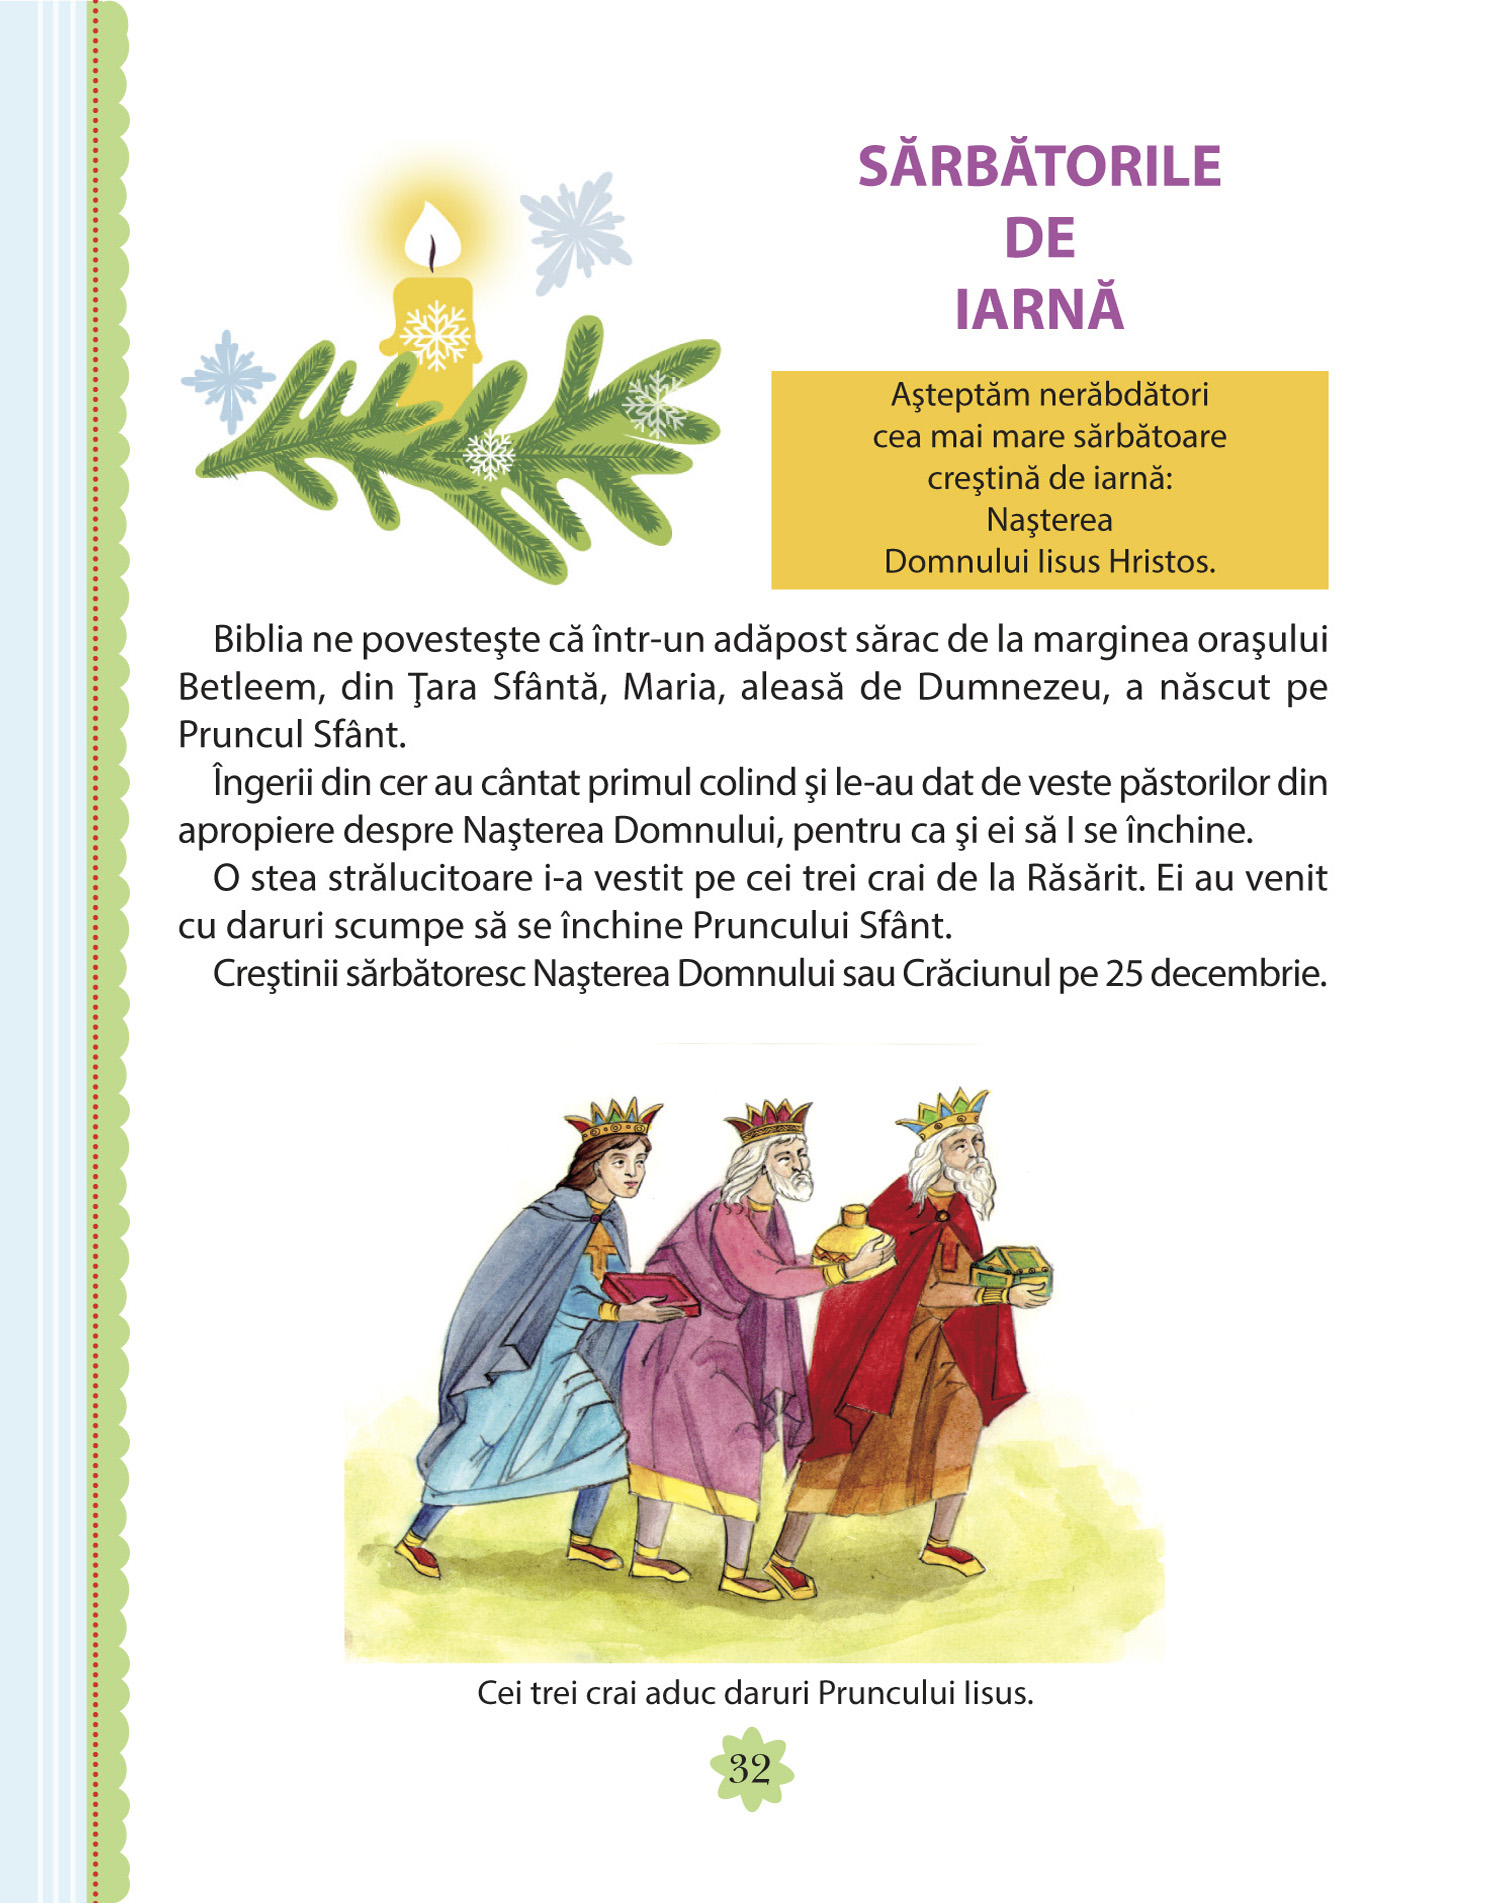 SĂRBĂTORILE
DE
IARNĂ
Aşteptăm nerăbdători
cea mai mare sărbătoare
creştină de iarnă:
Naşterea
Domnului Iisus Hristos.
Biblia ne povesteşte că într-un adăpost sărac de la marginea oraşului
Betleem, din Ţara Sfântă, Maria, aleasă de Dumnezeu, a născut pe
Pruncul Sfânt.
Îngerii din cer au cântat primul colind şi le-au dat de veste păstorilor din
apropiere despre Naşterea Domnului, pentru ca şi ei să I se închine.
O stea strălucitoare i-a vestit pe cei trei crai de la Răsărit. Ei au venit
cu daruri scumpe să se închine Pruncului Sfânt.
Creştinii sărbătoresc Naşterea Domnului sau Crăciunul pe 25 decembrie.
Cei trei crai aduc daruri Pruncului Iisus.
32